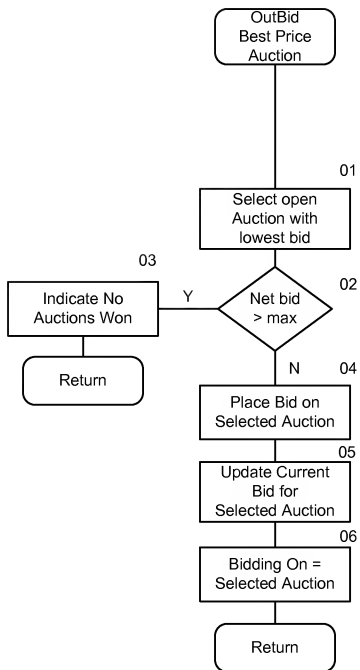 OutBid
Best Price
Auction
01
Select open
Auction with
lowest bid
02
Net bid
> max
Y
03
Indicate No
Auctions Won
Return
N
04
Place Bid on
Selected Auction
05
Update Current
Bid for
Selected Auction
06
Bidding On =
Selected Auction
Return